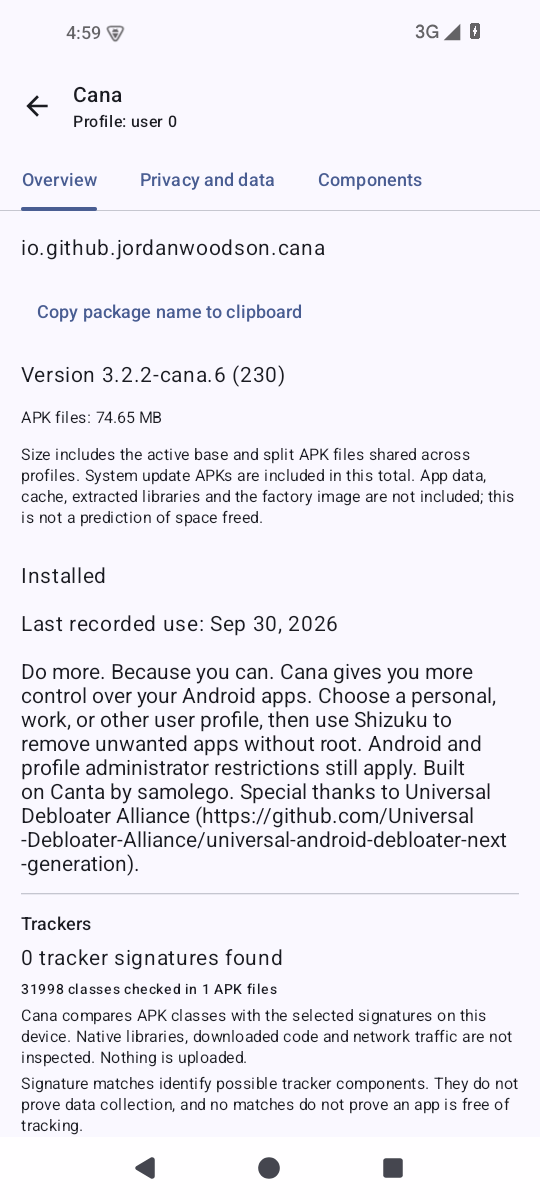 4:59
3G
Cana
Profile: user 0
Overview
Privacy and data
Components
io.github.jordanwoodson.cana
Copy package name to clipboard
Version 3.2.2-cana.6 (230)
APK files: 74.65 MB
Size includes the active base and split APK files shared across
profiles. System update APKs are included in this total. App data,
cache, extracted libraries and the factory image are not included; this
is not a prediction of space freed.
Installed
Last recorded use: Sep 30, 2026
Do more. Because you can. Cana gives you more
control over your Android apps. Choose a personal,
work, or other user profile, then use Shizuku to
remove unwanted apps without root. Android and
profile administrator restrictions still apply. Built
on Canta by samolego. Special thanks to Universal
Debloater Alliance (https://github.com/Universal
-Debloater-Alliance/universal-android-debloater-next
-generation).
Trackers
0 tracker signatures found
31998 classes checked in 1 APK files
Cana compares APK classes with the selected signatures on this
device. Native libraries, downloaded code and network traffic are not
inspected. Nothing is uploaded.
Signature matches identify possible tracker components. They do not
prove data collection, and no matches do not prove an app is free of
tracking.